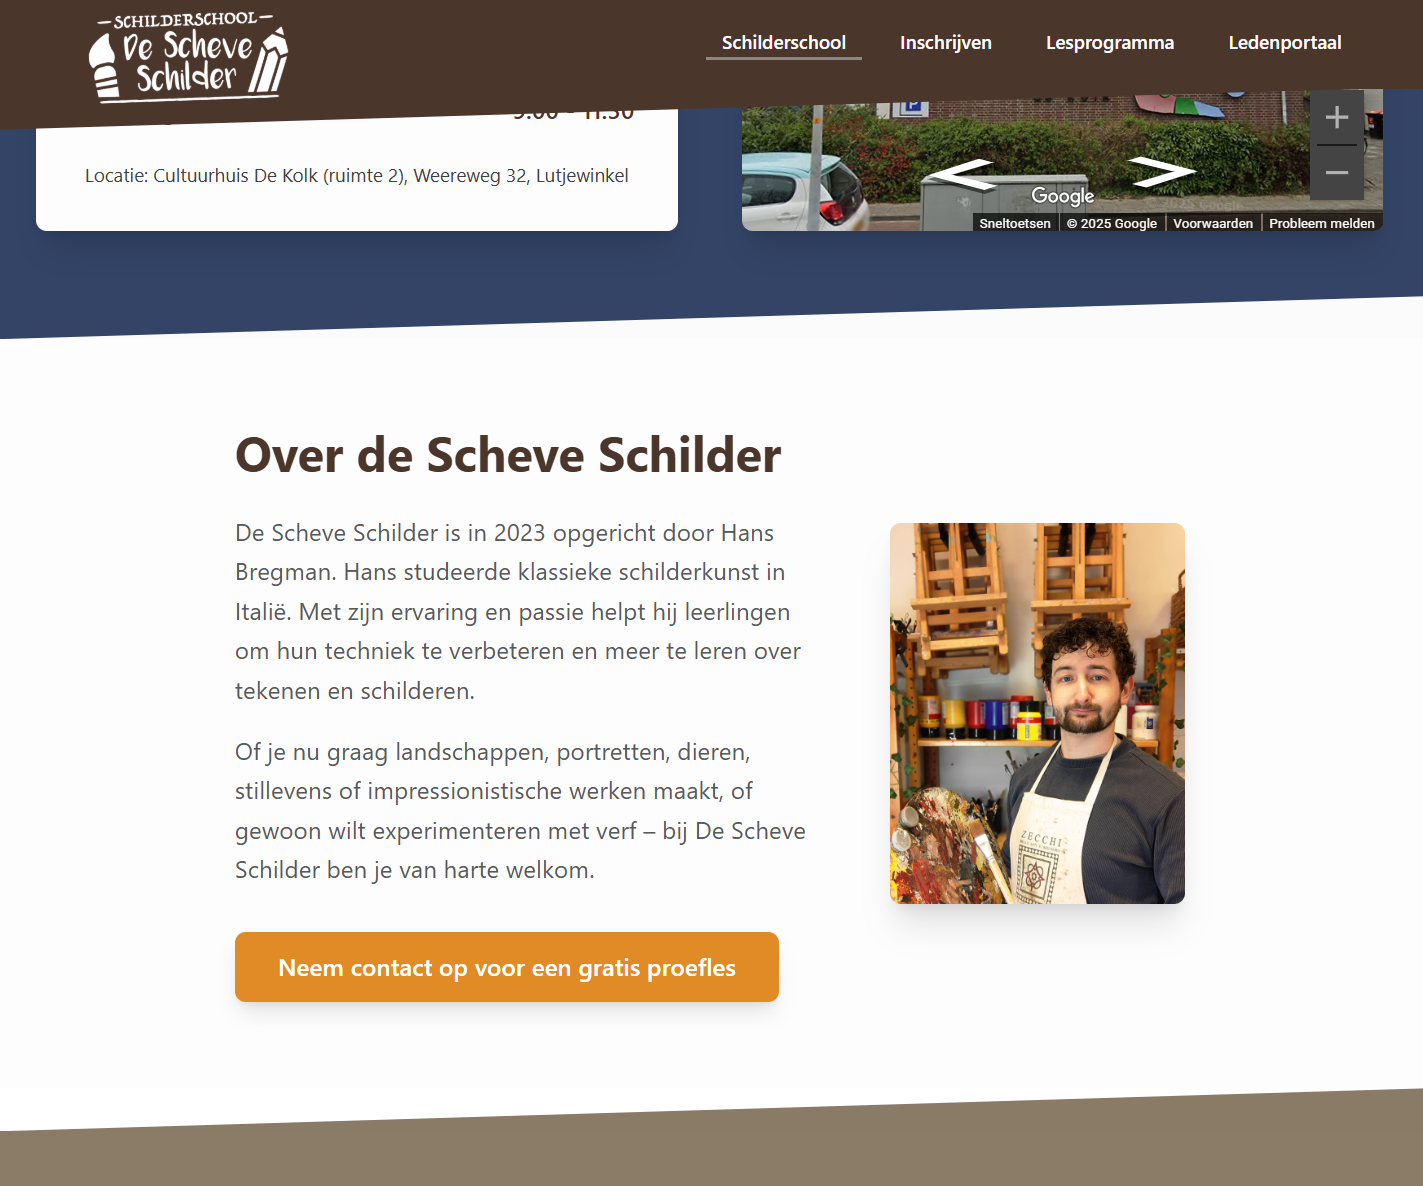 SCHILDERSCHOOL
De Scheve
Schilder
Schilderschool Inschrijven Lesprogramma Ledenportaal
9:00 - 11:30
Locatie: Cultuurhuis De Kolk (ruimte 2), Weereweg 32, Lutjewinkel
P
Google
Sneltoetsen © 2025 Google Voorwaarden Probleem melden
Over de Scheve Schilder
De Scheve Schilder is in 2023 opgericht door Hans
Bregman. Hans studeerde klassieke schilderkunst in
Italië. Met zijn ervaring en passie helpt hij leerlingen
om hun techniek te verbeteren en meer te leren over
tekenen en schilderen.
Of je nu graag landschappen, portretten, dieren,
stillevens of impressionistische werken maakt, of
gewoon wilt experimenteren met verf – bij De Scheve
Schilder ben je van harte welkom.
ZECCHI
Neem contact op voor een gratis proefles